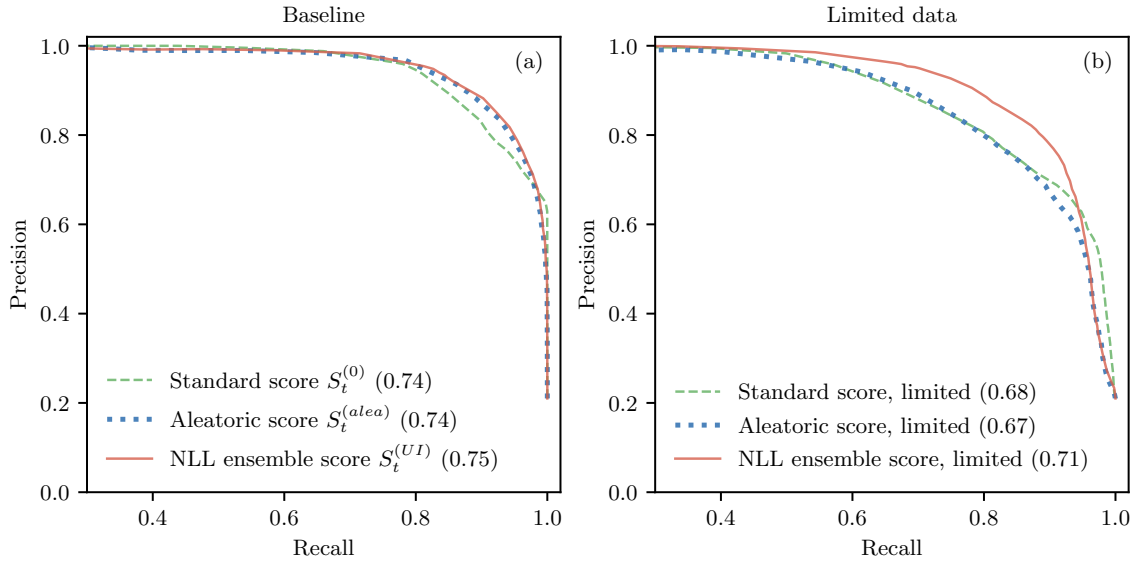 Baseline
(a)
Precision
1.0
0.8
0.6
0.4
0.2
0.0
Standard score $S_t^{(0)}$ (0.74)
Aleatoric score $S_t^{(alea)}$ (0.74)
NLL ensemble score $S_t^{(UI)}$ (0.75)
0.4
0.6
0.8
1.0
Recall
Limited data
(b)
Precision
1.0
0.8
0.6
0.4
0.2
0.0
Standard score, limited (0.68)
Aleatoric score, limited (0.67)
NLL ensemble score, limited (0.71)
0.4
0.6
0.8
1.0
Recall